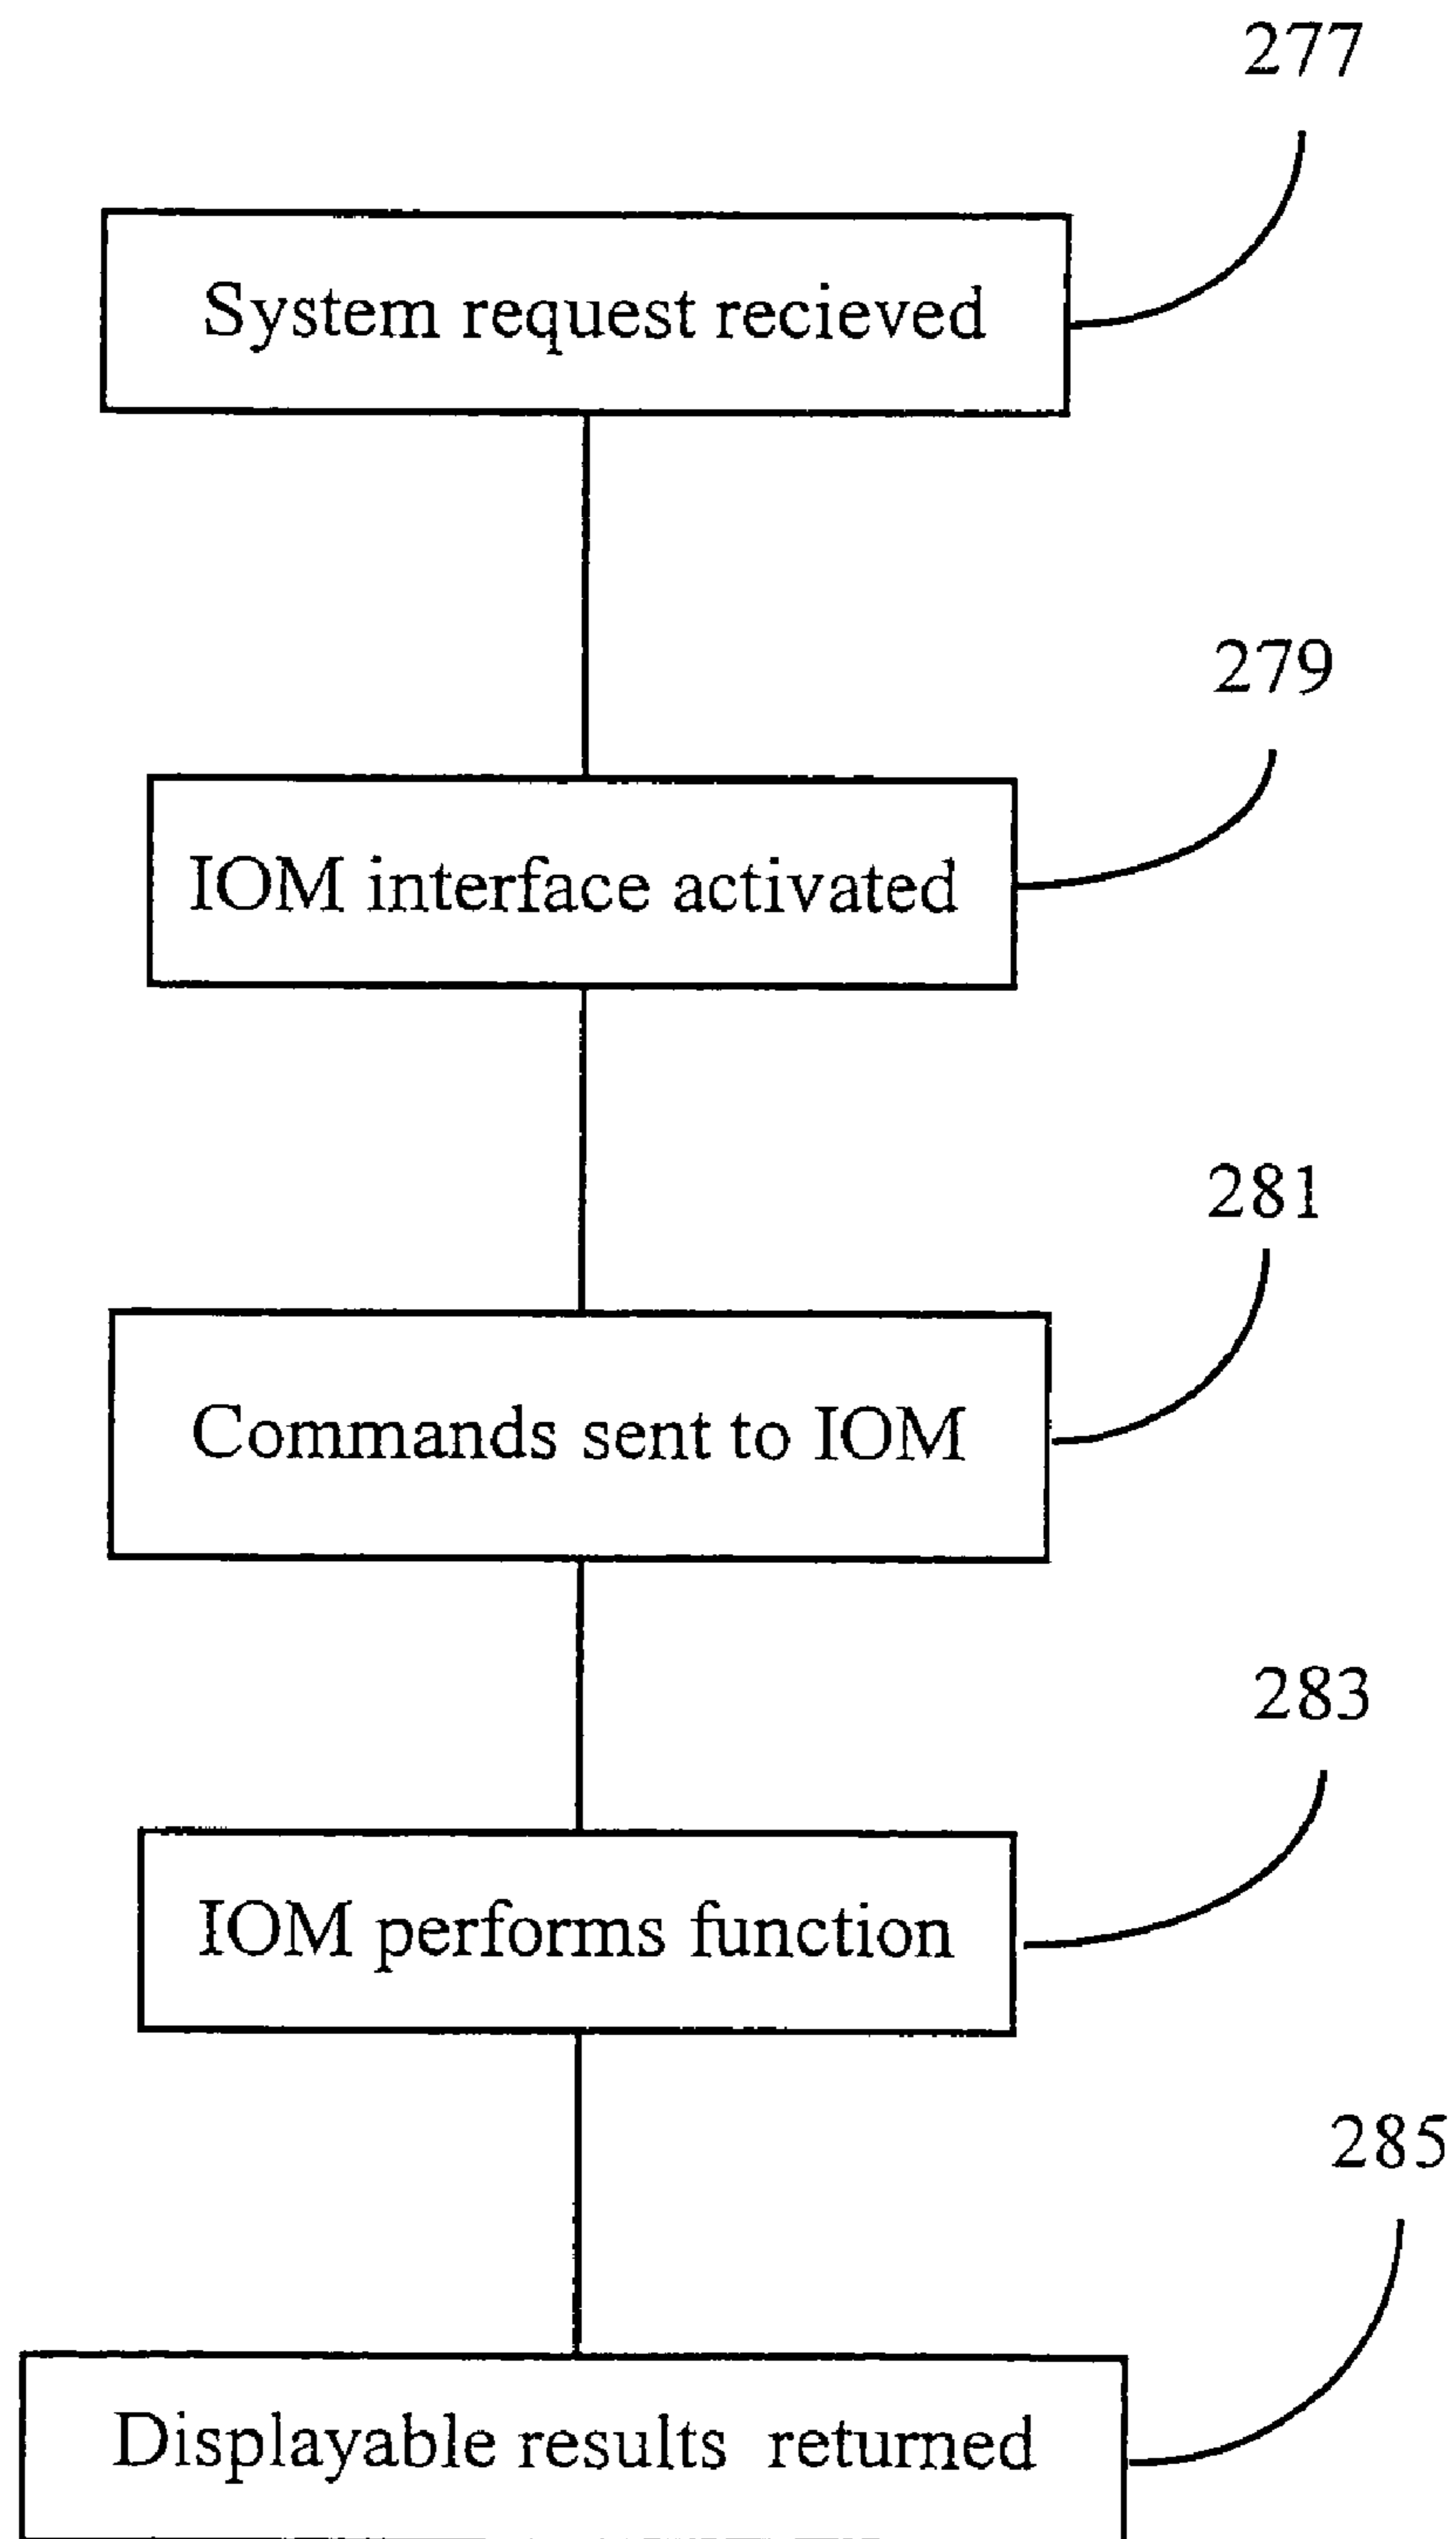 277
System request recieved
279
IOM interface activated
281
Commands sent to IOM
283
IOM performs function
285
Displayable results returned